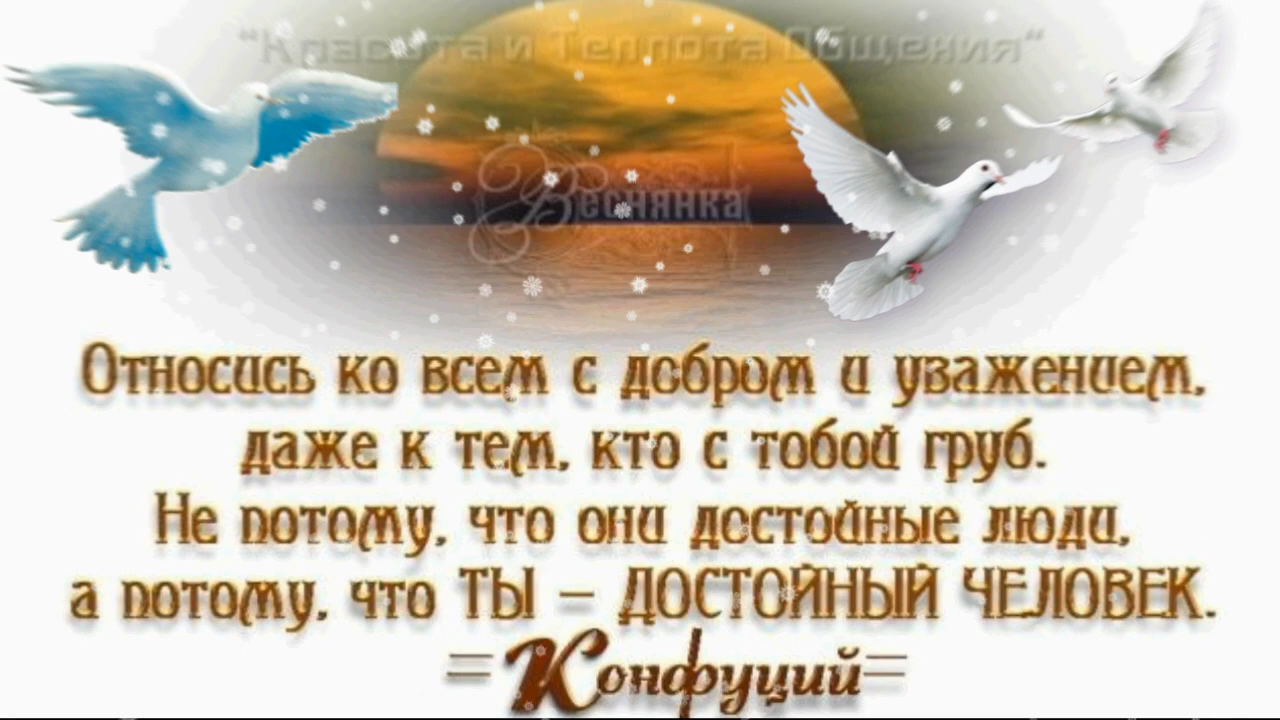 "Красота и Теплота Общения"
Веснянка
Относись ко всем с добром и уважением,
даже к тем, кто с тобой груб.
Не потому, что они достойные люди,
а потому, что ТЫ – ДОСТОЙНЫЙ ЧЕЛОВЕК.
=Конфуций=